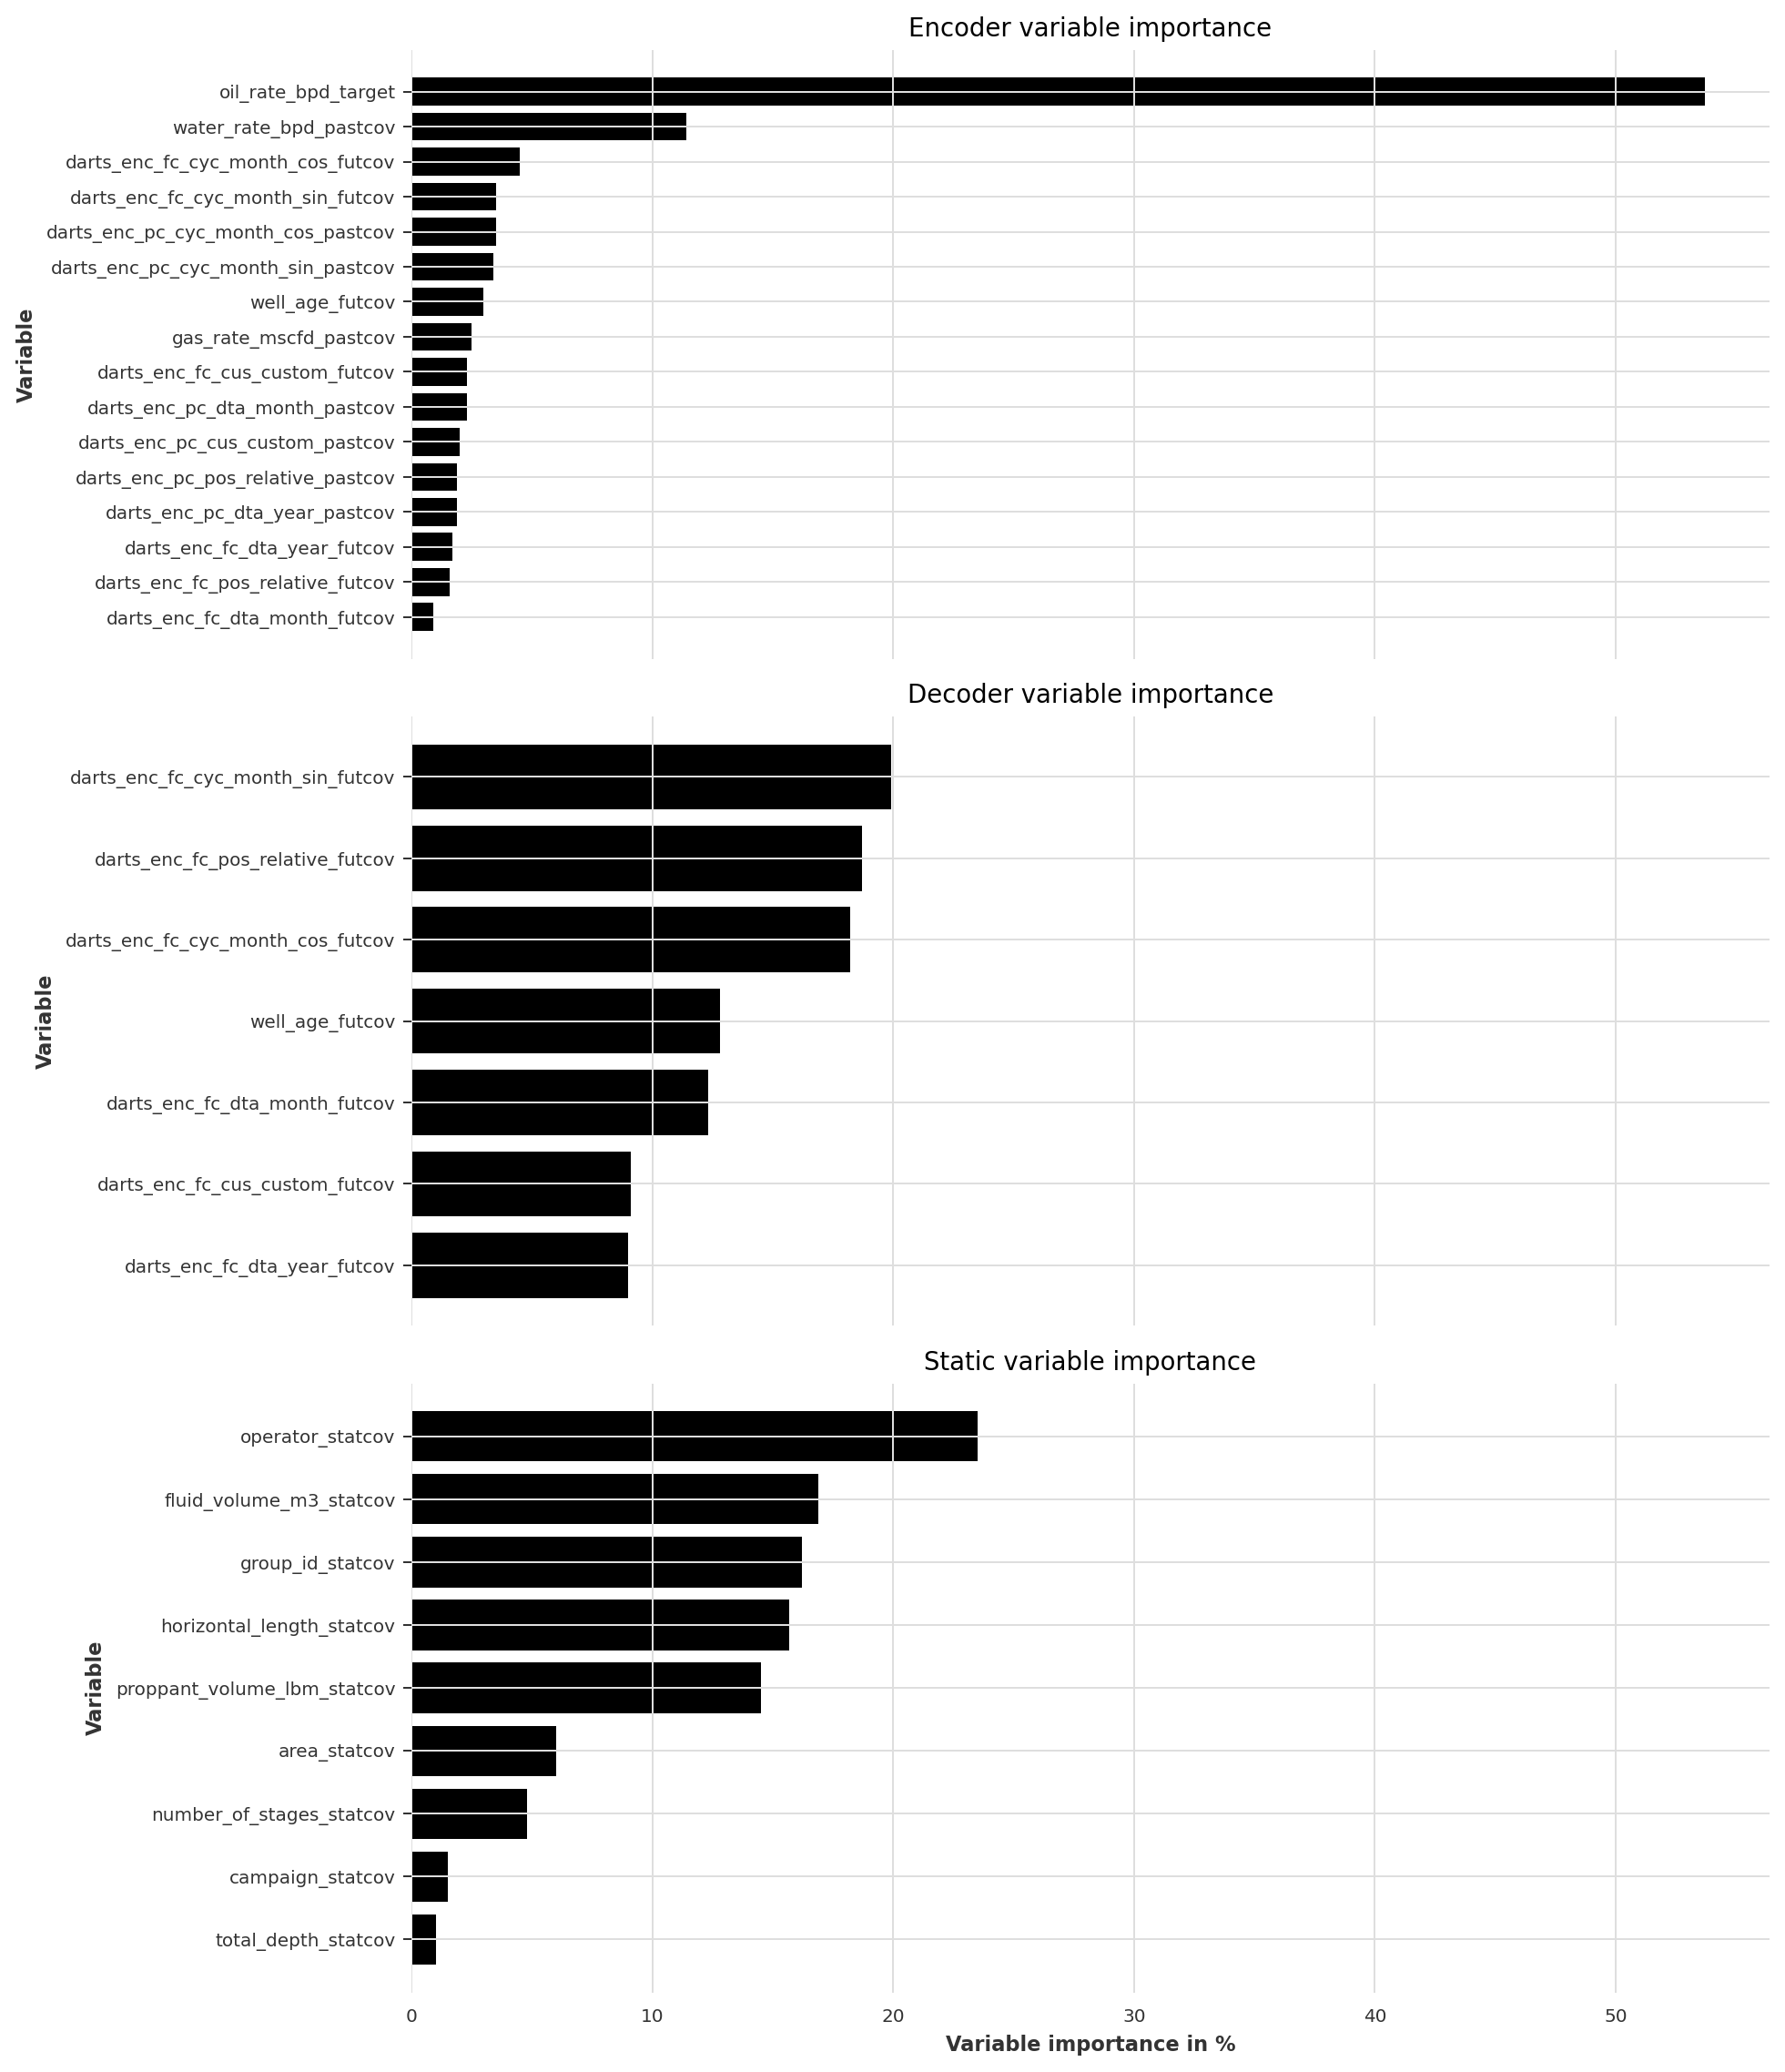 Encoder variable importance
Variable
oil_rate_bpd_target
water_rate_bpd_pastcov
darts_enc_fc_cyc_month_cos_futcov
darts_enc_fc_cyc_month_sin_futcov
darts_enc_pc_cyc_month_cos_pastcov
darts_enc_pc_cyc_month_sin_pastcov
well_age_futcov
gas_rate_mscfd_pastcov
darts_enc_fc_cus_custom_futcov
darts_enc_pc_dta_month_pastcov
darts_enc_pc_cus_custom_pastcov
darts_enc_pc_pos_relative_pastcov
darts_enc_pc_dta_year_pastcov
darts_enc_fc_dta_year_futcov
darts_enc_fc_pos_relative_futcov
darts_enc_fc_dta_month_futcov
Decoder variable importance
Variable
darts_enc_fc_cyc_month_sin_futcov
darts_enc_fc_pos_relative_futcov
darts_enc_fc_cyc_month_cos_futcov
well_age_futcov
darts_enc_fc_dta_month_futcov
darts_enc_fc_cus_custom_futcov
darts_enc_fc_dta_year_futcov
Static variable importance
Variable
operator_statcov
fluid_volume_m3_statcov
group_id_statcov
horizontal_length_statcov
proppant_volume_lbm_statcov
area_statcov
number_of_stages_statcov
campaign_statcov
total_depth_statcov
0 10 20 30 40 50
Variable importance in %